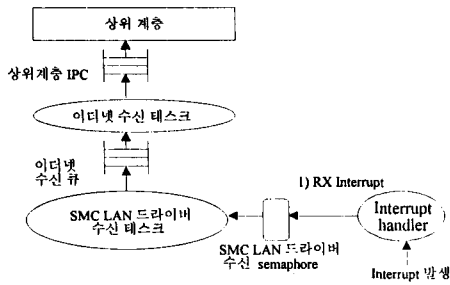 상위 계층
상위계층 IPC
이더넷 수신 태스크
이더넷
수신 큐
1) RX Interrupt
SMC LAN 드라이버
수신 태스크
Interrupt
handler
SMC LAN 드라이버
수신 semaphore
Interrupt 발생